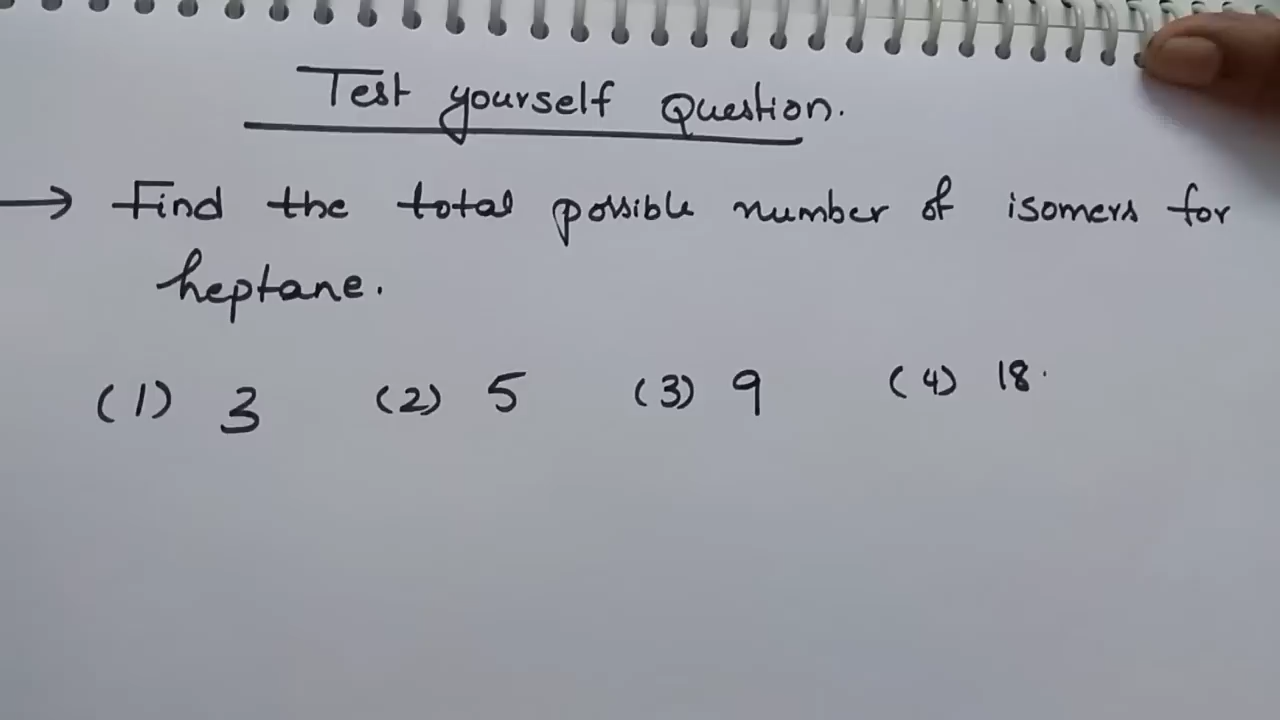 Test yourself Question.
→ Find the total possible number of isomers for
heptane.
(1) 3 (2) 5 (3) 9 (4) 18.